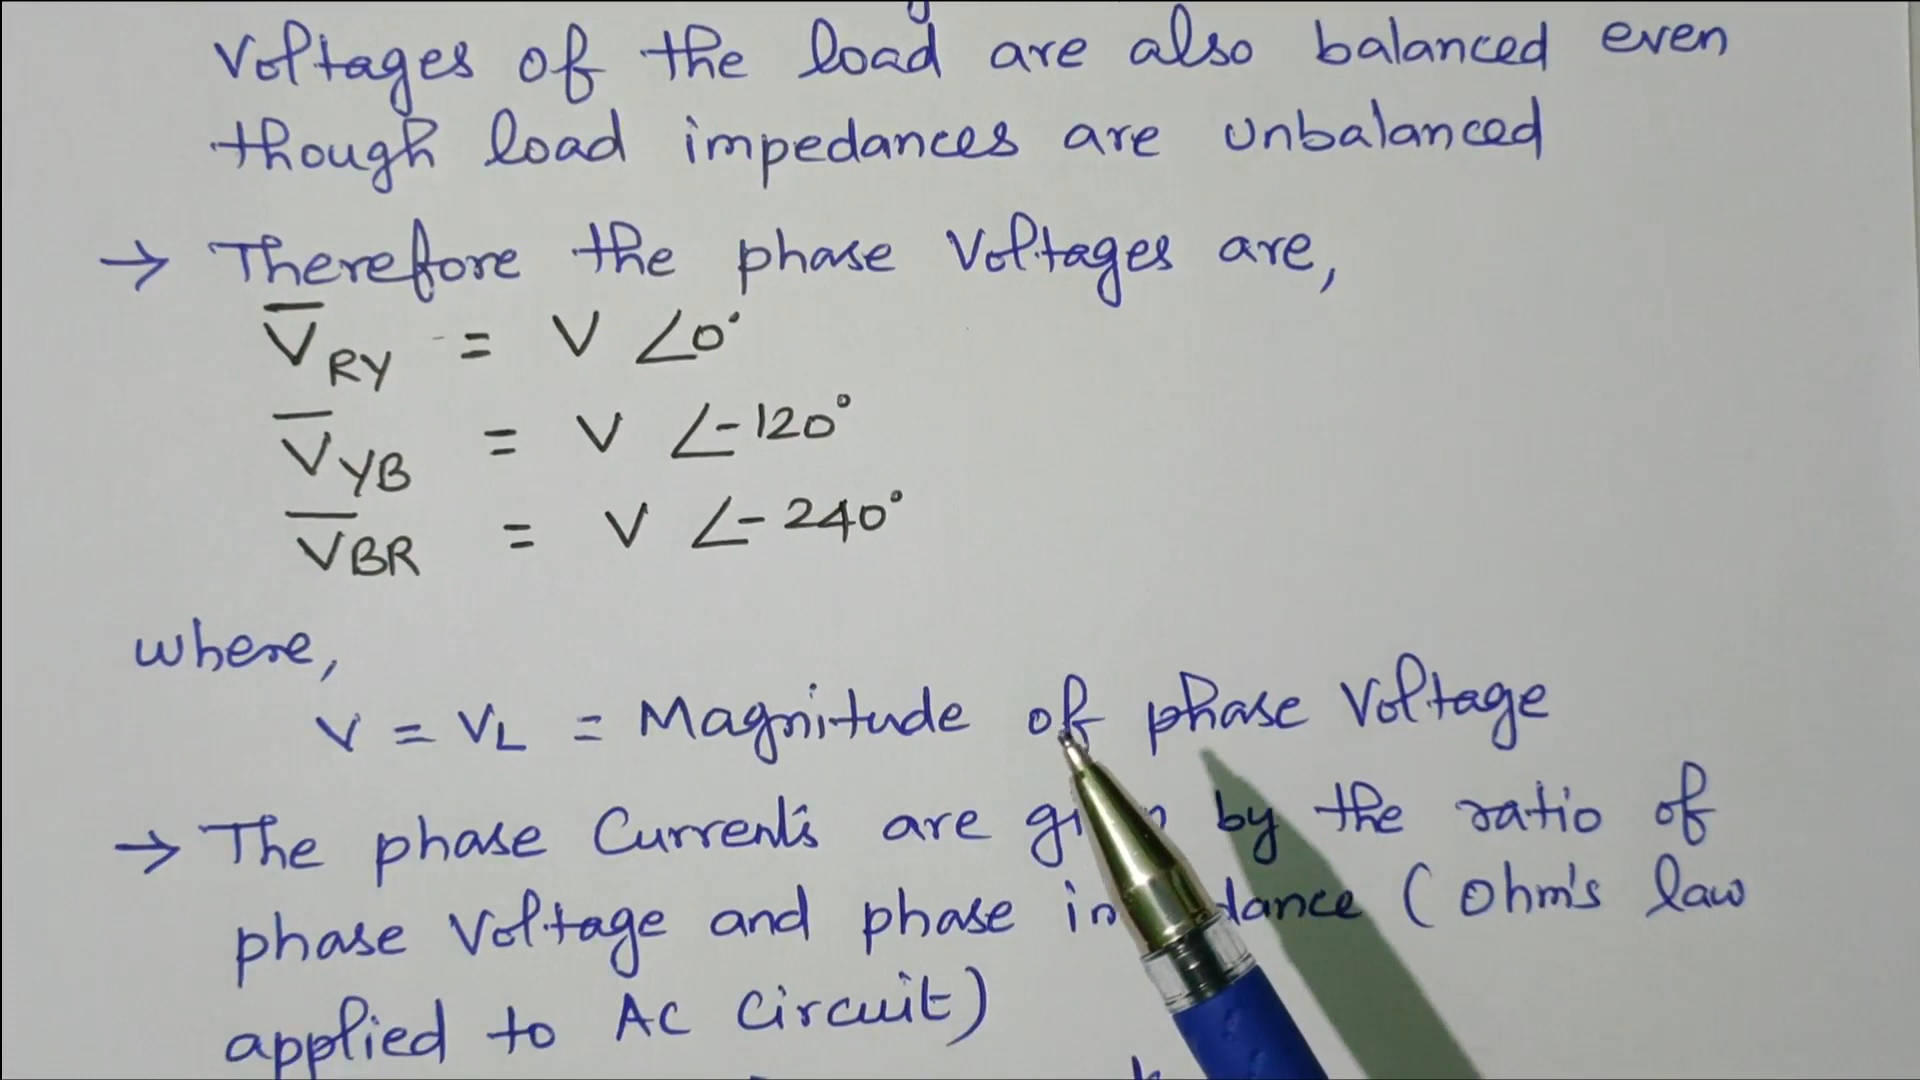 Voltages of the load are also balanced even
though load impedances are unbalanced
→ Therefore the phase Voltages are,
V̅RY = V ∠0°
V̅YB = V ∠-120°
V̅BR = V ∠-240°
where,
V = VL = Magnitude of phase Voltage
→ The phase Currents are by the ratio of
phase Voltage and phase (Ohm's law
applied to AC Circuit)